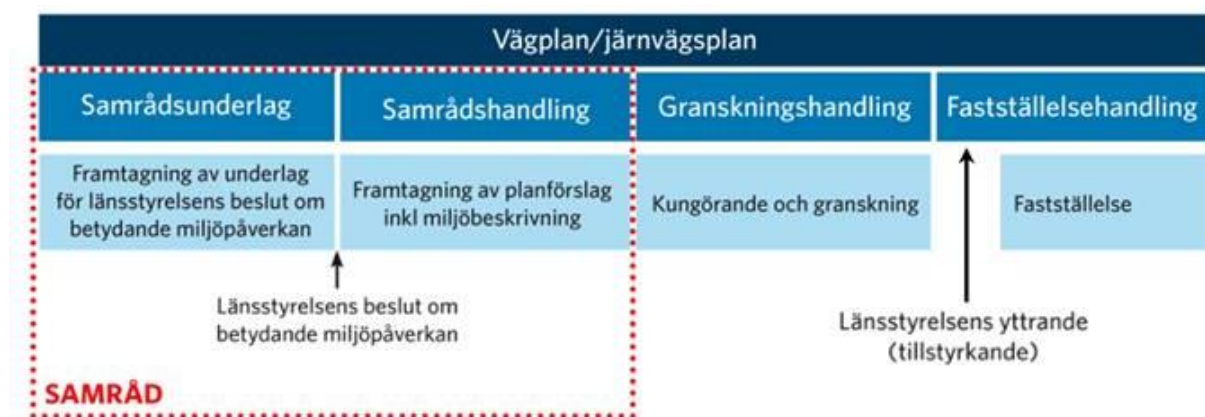 Vägplan/järnvägsplan
Samrådsunderlag
Samrådshandling
Granskningshandling
Fastställelsehandling
Framtagning av underlag
för länsstyrelsens beslut om
betydande miljöpåverkan
Framtagning av planförslag
inkl miljöbeskrivning
Kungörande och granskning
Fastställelse
Länsstyrelsens beslut om
betydande miljöpåverkan
Länsstyrelsens yttrande
(tillstyrkande)
SAMRÅD